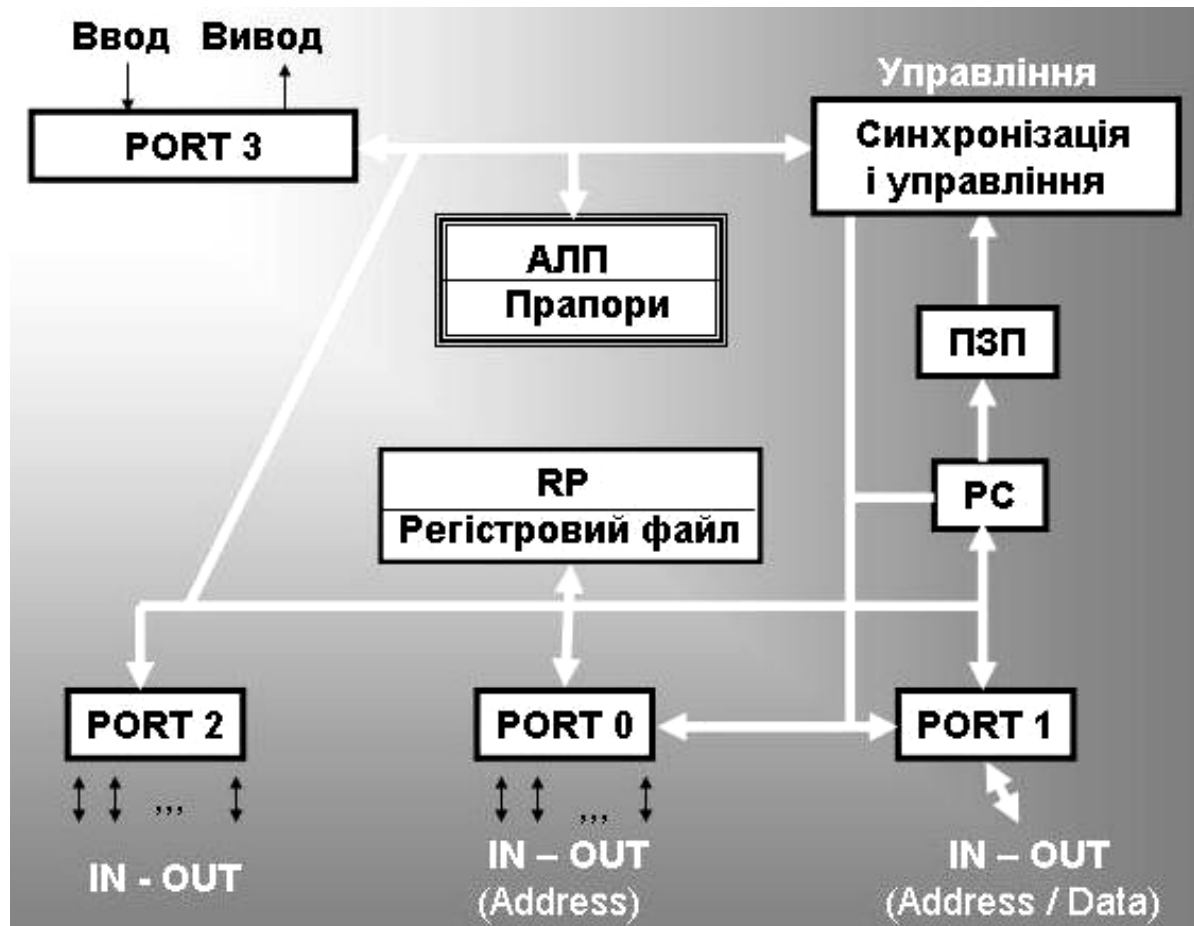 Ввод Вивод
Управління
PORT 3
Синхронізація
і управління
АЛП
Прапори
ПЗП
RP
Регістровий файл
PC
PORT 2
PORT 0
PORT 1
,,,
,,,
IN - OUT
IN – OUT
(Address)
IN – OUT
(Address / Data)